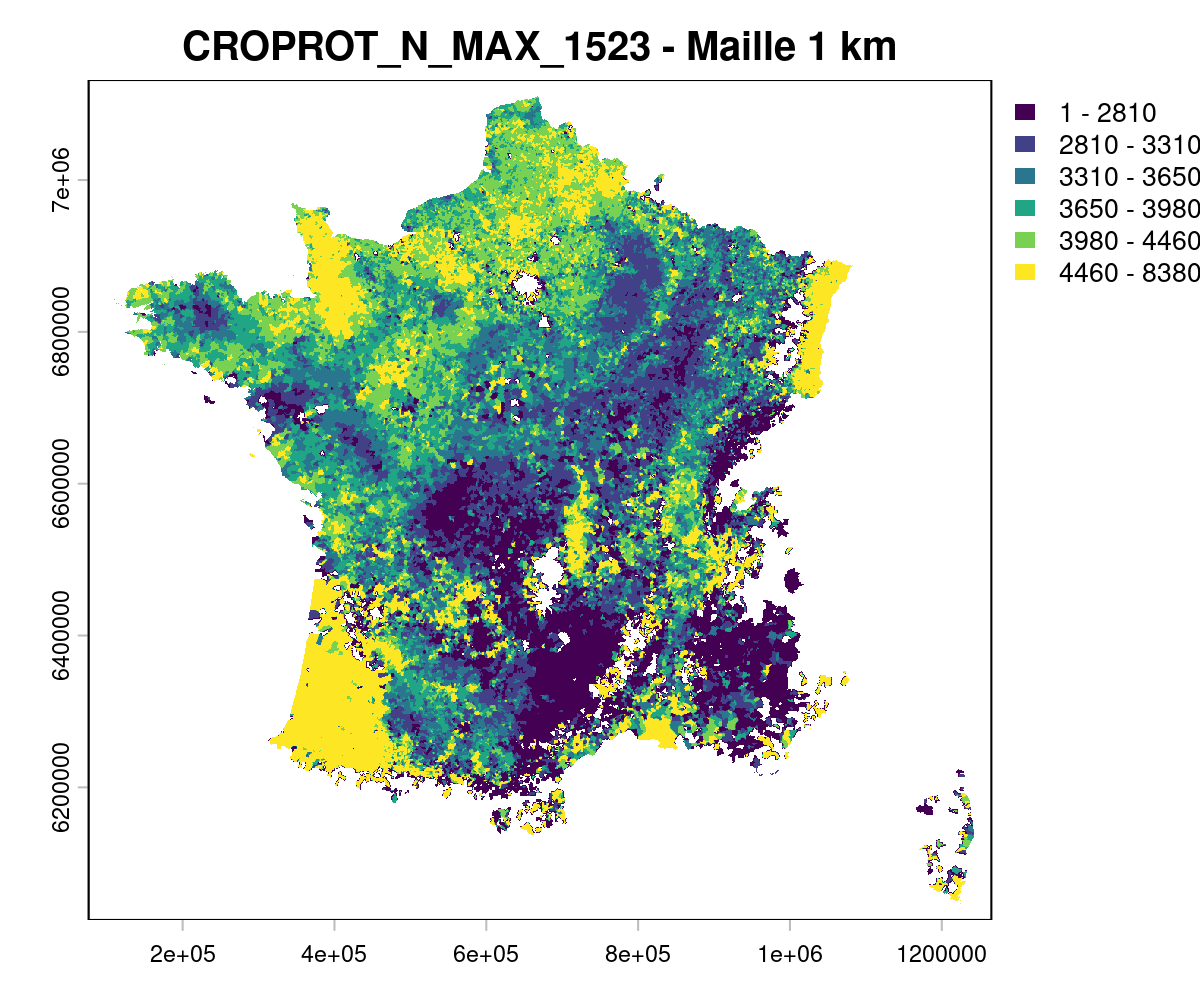 CROPROT_N_MAX_1523 - Maille 1 km
1 - 2810
2810 - 3310
3310 - 3650
3650 - 3980
3980 - 4460
4460 - 8380
7e+06
6800000
6600000
6400000
6200000
2e+05
4e+05
6e+05
8e+05
1e+06
1200000